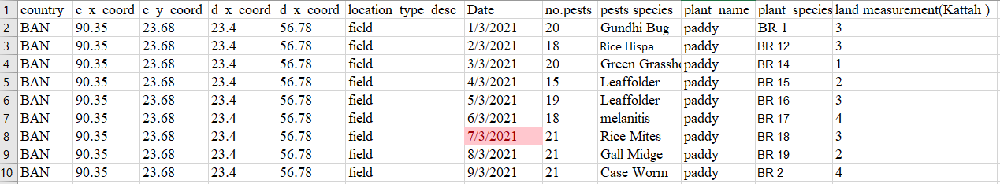 1 country c_x_coord c_y_coord d_x_coord d_x_coord location_type_desc Date no.pests pests species plant_name plant_species land measurement(Kattah )
2 BAN 90.35 23.68 23.4 56.78 field 1/3/2021 20 Gundhi Bug paddy BR 1 3
3 BAN 90.35 23.68 23.4 56.78 field 2/3/2021 18 Rice Hispa paddy BR 12 3
4 BAN 90.35 23.68 23.4 56.78 field 3/3/2021 20 Green Grassho paddy BR 14 1
5 BAN 90.35 23.68 23.4 56.78 field 4/3/2021 15 Leaffolder paddy BR 15 2
6 BAN 90.35 23.68 23.4 56.78 field 5/3/2021 19 Leaffolder paddy BR 16 3
7 BAN 90.35 23.68 23.4 56.78 field 6/3/2021 18 melanitis paddy BR 17 4
8 BAN 90.35 23.68 23.4 56.78 field 7/3/2021 21 Rice Mites paddy BR 18 3
9 BAN 90.35 23.68 23.4 56.78 field 8/3/2021 21 Gall Midge paddy BR 19 2
10 BAN 90.35 23.68 23.4 56.78 field 9/3/2021 21 Case Worm paddy BR 2 4